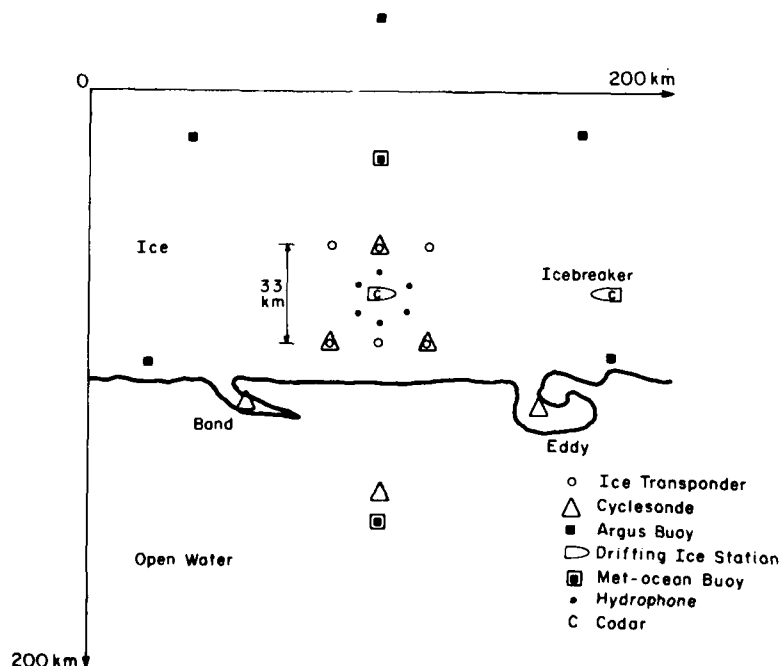 0
200 km
Ice
33
km
C
Icebreaker
C
Band
Eddy
Open Water
Ice Transponder
Cyclesonde
Argus Buoy
Drifting Ice Station
Met-ocean Buoy
Hydrophone
C Codar
200 km